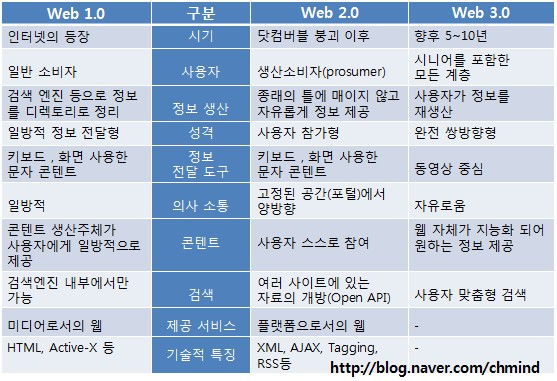 Web 1.0 구분 Web 2.0 Web 3.0
인터넷의 등장 시기 닷컴버블 붕괴 이후 향후 5~10년
일반 소비자 사용자 생산소비자(prosumer) 시니어를 포함한
모든 계층
검색 엔진 등으로 정보
를 디렉토리로 정리 정보 생산 종래의 틀에 매이지 않고
자유롭게 정보 제공 사용자가 정보를
재생산
일방적 정보 전달형 성격 사용자 참가형 완전 쌍방향형
키보드 , 화면 사용한
문자 콘텐트 정보
전달 도구 키보드 , 화면 사용한
문자 콘텐트 동영상 중심
일방적 의사 소통 고정된 공간(포털)에서
양방향 자유로움
콘텐트 생산주체가
사용자에게 일방적으로
제공 콘텐트 사용자 스스로 참여 웹 자체가 지능화 되어
원하는 정보 제공
검색엔진 내부에서만
가능 검색 여러 사이트에 있는
자료의 개방(Open API) 사용자 맞춤형 검색
미디어로서의 웹 제공 서비스 플랫폼으로서의 웹 -
HTML, Active-X 등 기술적 특징 XML, AJAX, Tagging,
RSS등 -
http://blog.naver.com/chmind